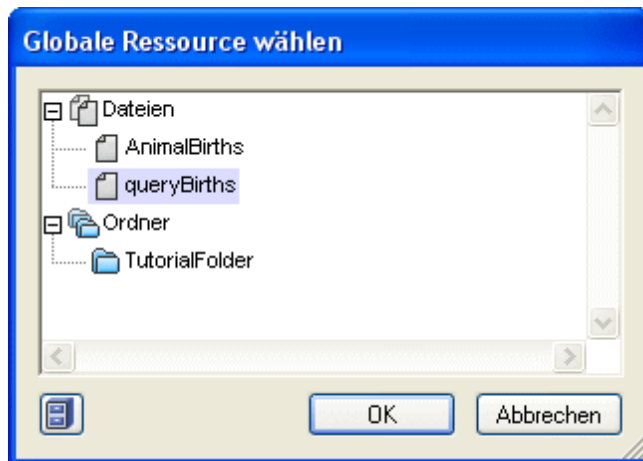 Globale Ressource wählen
Dateien
AnimalBirths
queryBirths
Ordner
TutorialFolder
OK Abbrechen